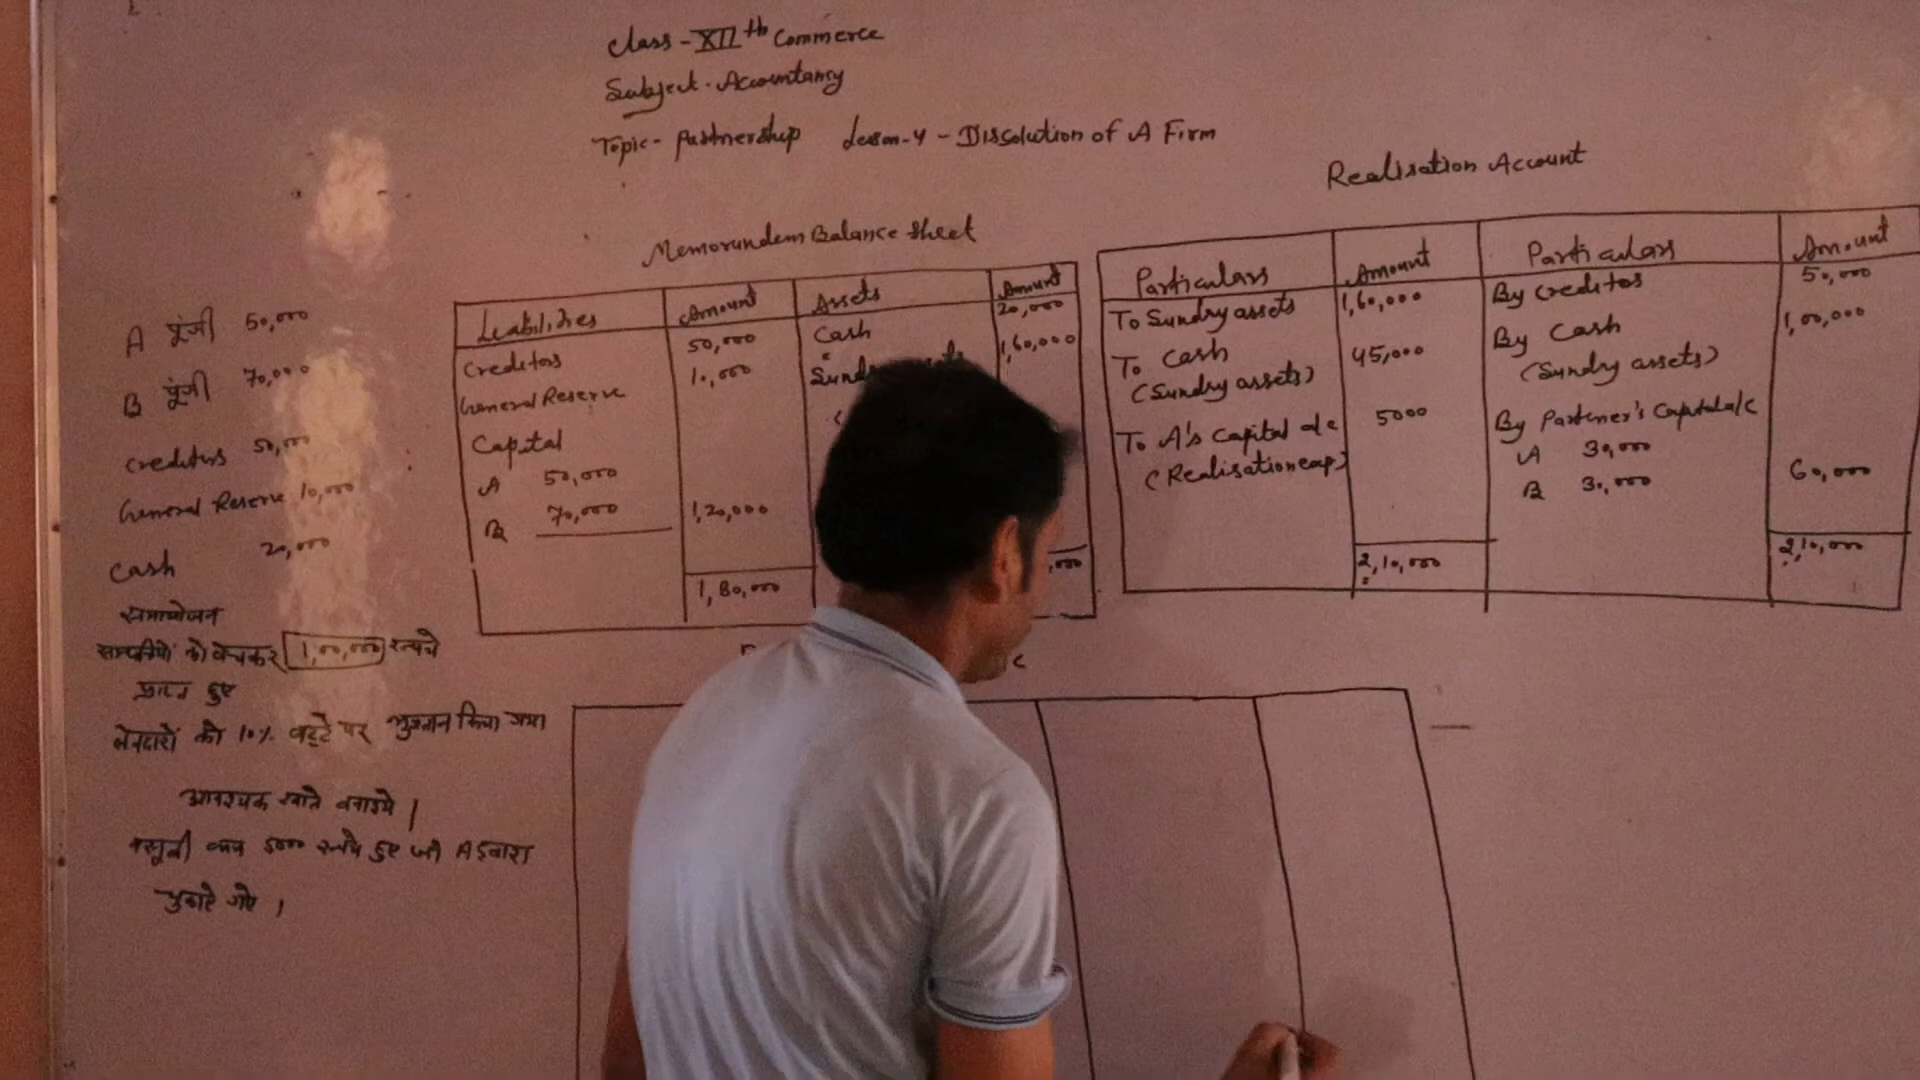 Class - XIIth Commerce
Subject - Accountancy
Topic - Partnership Lesson-4 - Dissolution of A Firm
A पूंजी 50,000
B पूंजी 70,000
Creditors 50,000
General Reserve 10,000
Cash 20,000
समायोजन
सम्पत्तियों को बेचकर 1,00,000 रुपये
प्राप्त हुए
लेनदारों को 10% बट्टे पर भुगतान किया गया
आवश्यक खाते बनाइये।
वसूली व्यय 5000 रुपये हुए जो A द्वारा
चुकाये गये।
Memorundem Balance Sheet
Liabilities Amount Assets Amount
Creditors 50,000 Cash 20,000
General Reserve 10,000 1,60,000
Capital
A 50,000
B 70,000 1,20,000
1,80,000
Realisation Account
Particulars Amount Particulars Amount
To Sundry assets 1,60,000 By Creditos 50,000
To Cash 45,000 By Cash 1,00,000
(Sundry assets) (Sundry assets)
To A's Capital a/c 5000 By Partener's Capital a/c
(Realisation exp) A 30,000
B 30,000 60,000
2,10,000 2,10,000